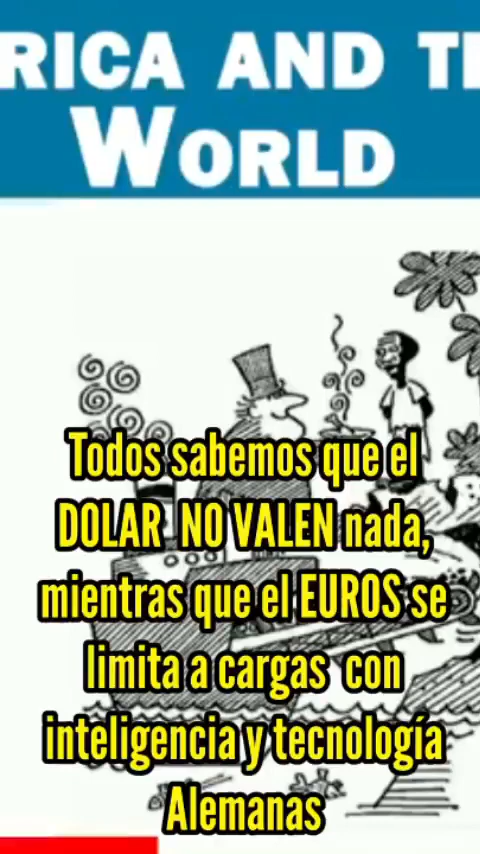 RICA AND T
WORLD
Todos sabemos que el
DOLAR NO VALEN nada,
mientras que el EUROS se
limita a cargas con
inteligencia y tecnología
Alemanas